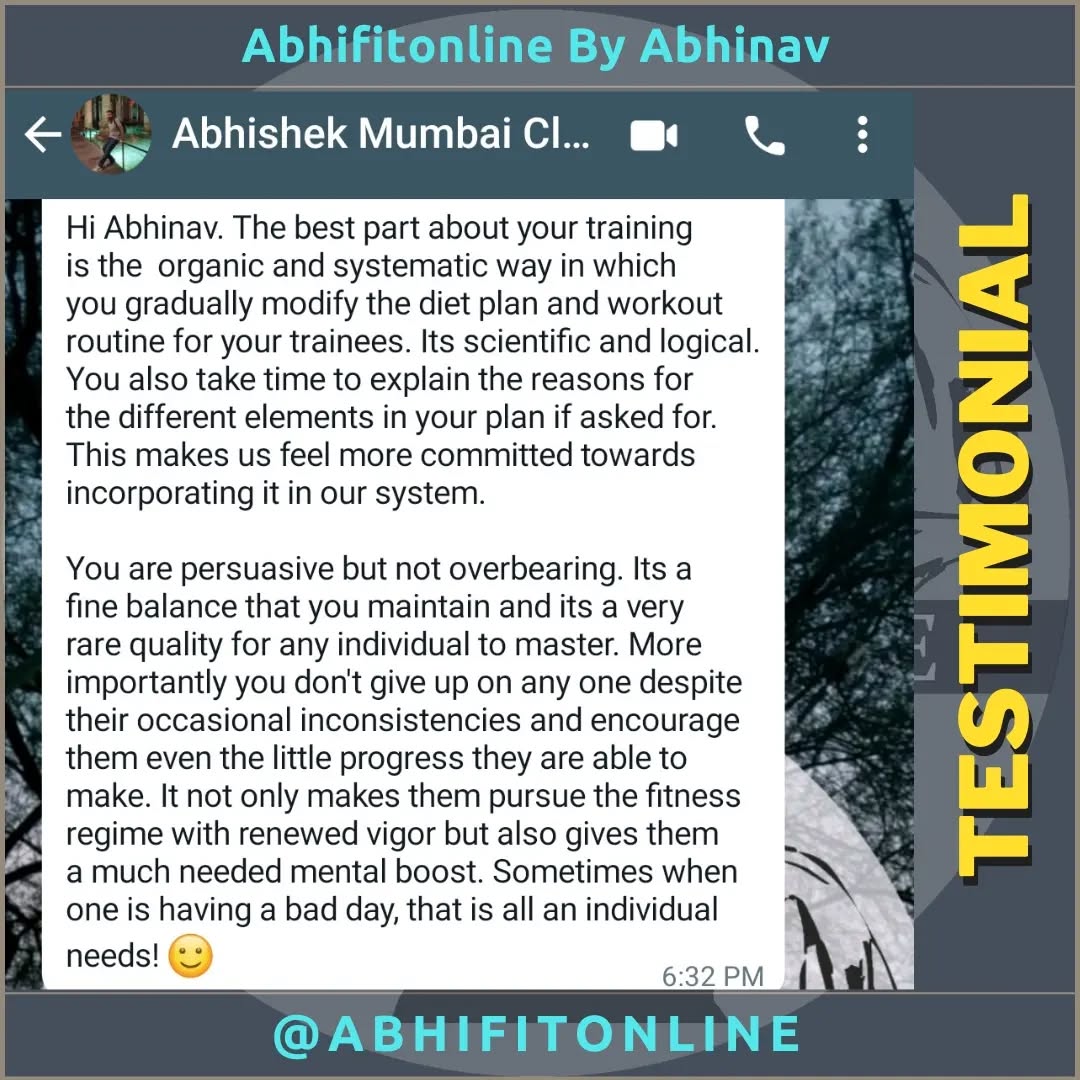 Abhifitonline By Abhinav
Abhishek Mumbai Cl...
Hi Abhinav. The best part about your training
is the  organic and systematic way in which
you gradually modify the diet plan and workout
routine for your trainees. Its scientific and logical.
You also take time to explain the reasons for
the different elements in your plan if asked for.
This makes us feel more committed towards
incorporating it in our system.
You are persuasive but not overbearing. Its a
fine balance that you maintain and its a very
rare quality for any individual to master. More
importantly you don't give up on any one despite
their occasional inconsistencies and encourage
them even the little progress they are able to
make. It not only makes them pursue the fitness
regime with renewed vigor but also gives them
a much needed mental boost. Sometimes when
one is having a bad day, that is all an individual
needs! 🙂
6:32 PM
TESTIMONIAL
@ABHIFITONLINE